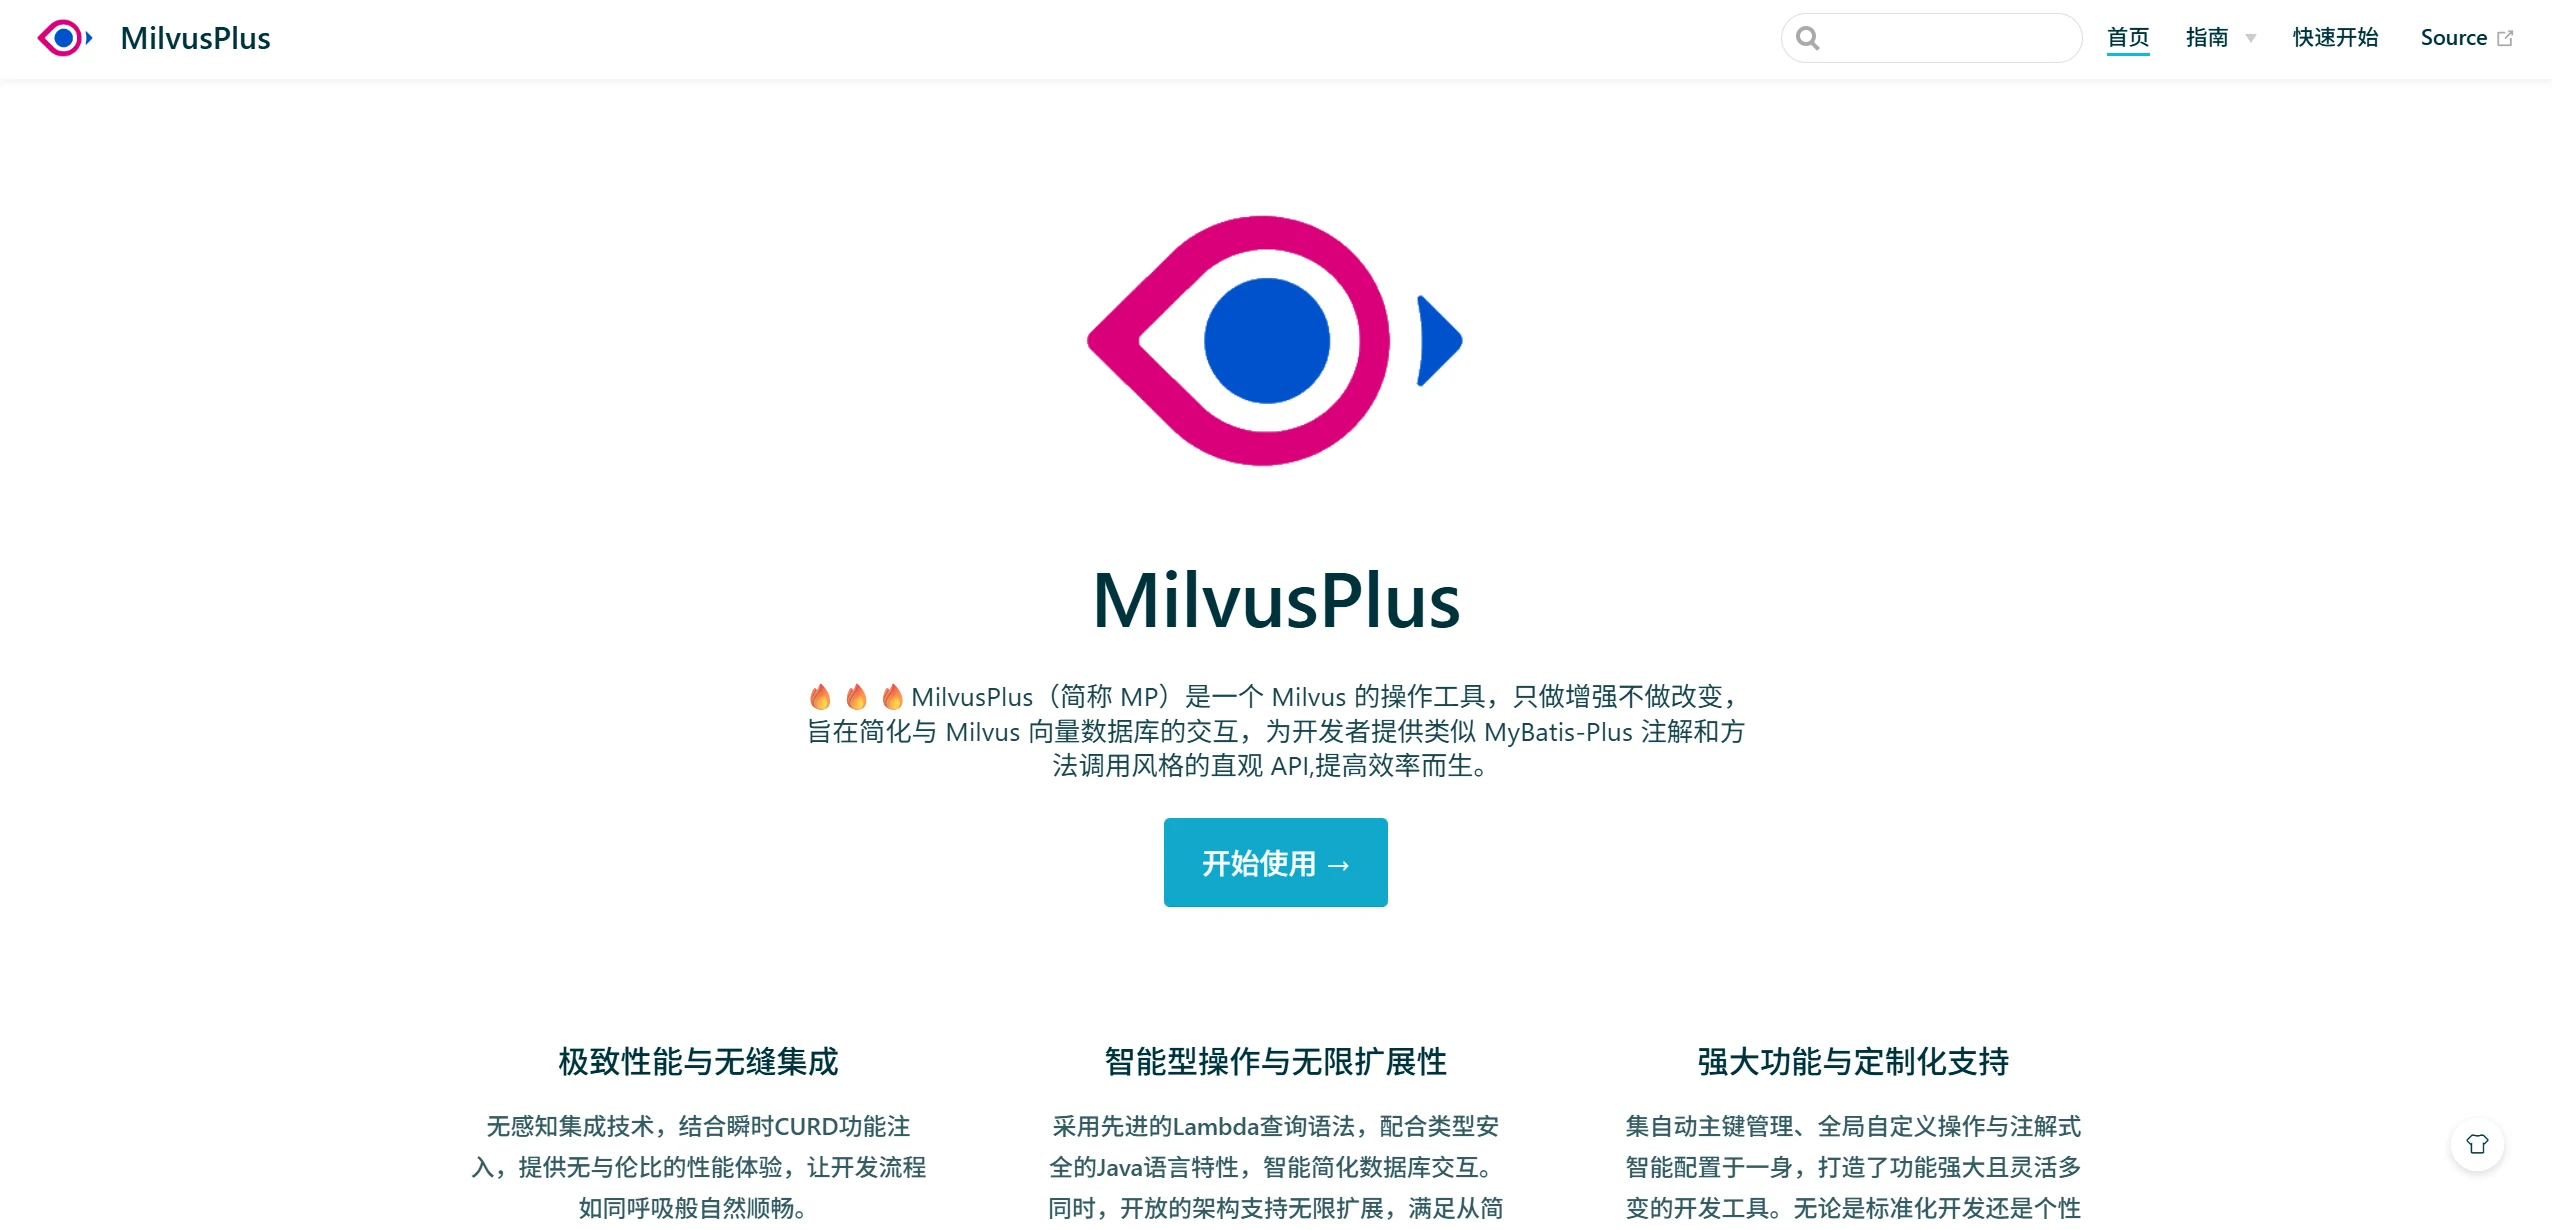 MilvusPlus
首页 指南 快速开始 Source
MilvusPlus
🔥 🔥 🔥 MilvusPlus（简称 MP）是一个 Milvus 的操作工具，只做增强不做改变，
旨在简化与 Milvus 向量数据库的交互，为开发者提供类似 MyBatis-Plus 注解和方
法调用风格的直观 API,提高效率而生。
开始使用 →
极致性能与无缝集成
无感知集成技术，结合瞬时CURD功能注
入，提供无与伦比的性能体验，让开发流程
如同呼吸般自然顺畅。
智能型操作与无限扩展性
采用先进的Lambda查询语法，配合类型安
全的Java语言特性，智能简化数据库交互。
同时，开放的架构支持无限扩展，满足从简
强大功能与定制化支持
集自动主键管理、全局自定义操作与注解式
智能配置于一身，打造了功能强大且灵活多
变的开发工具。无论是标准化开发还是个性